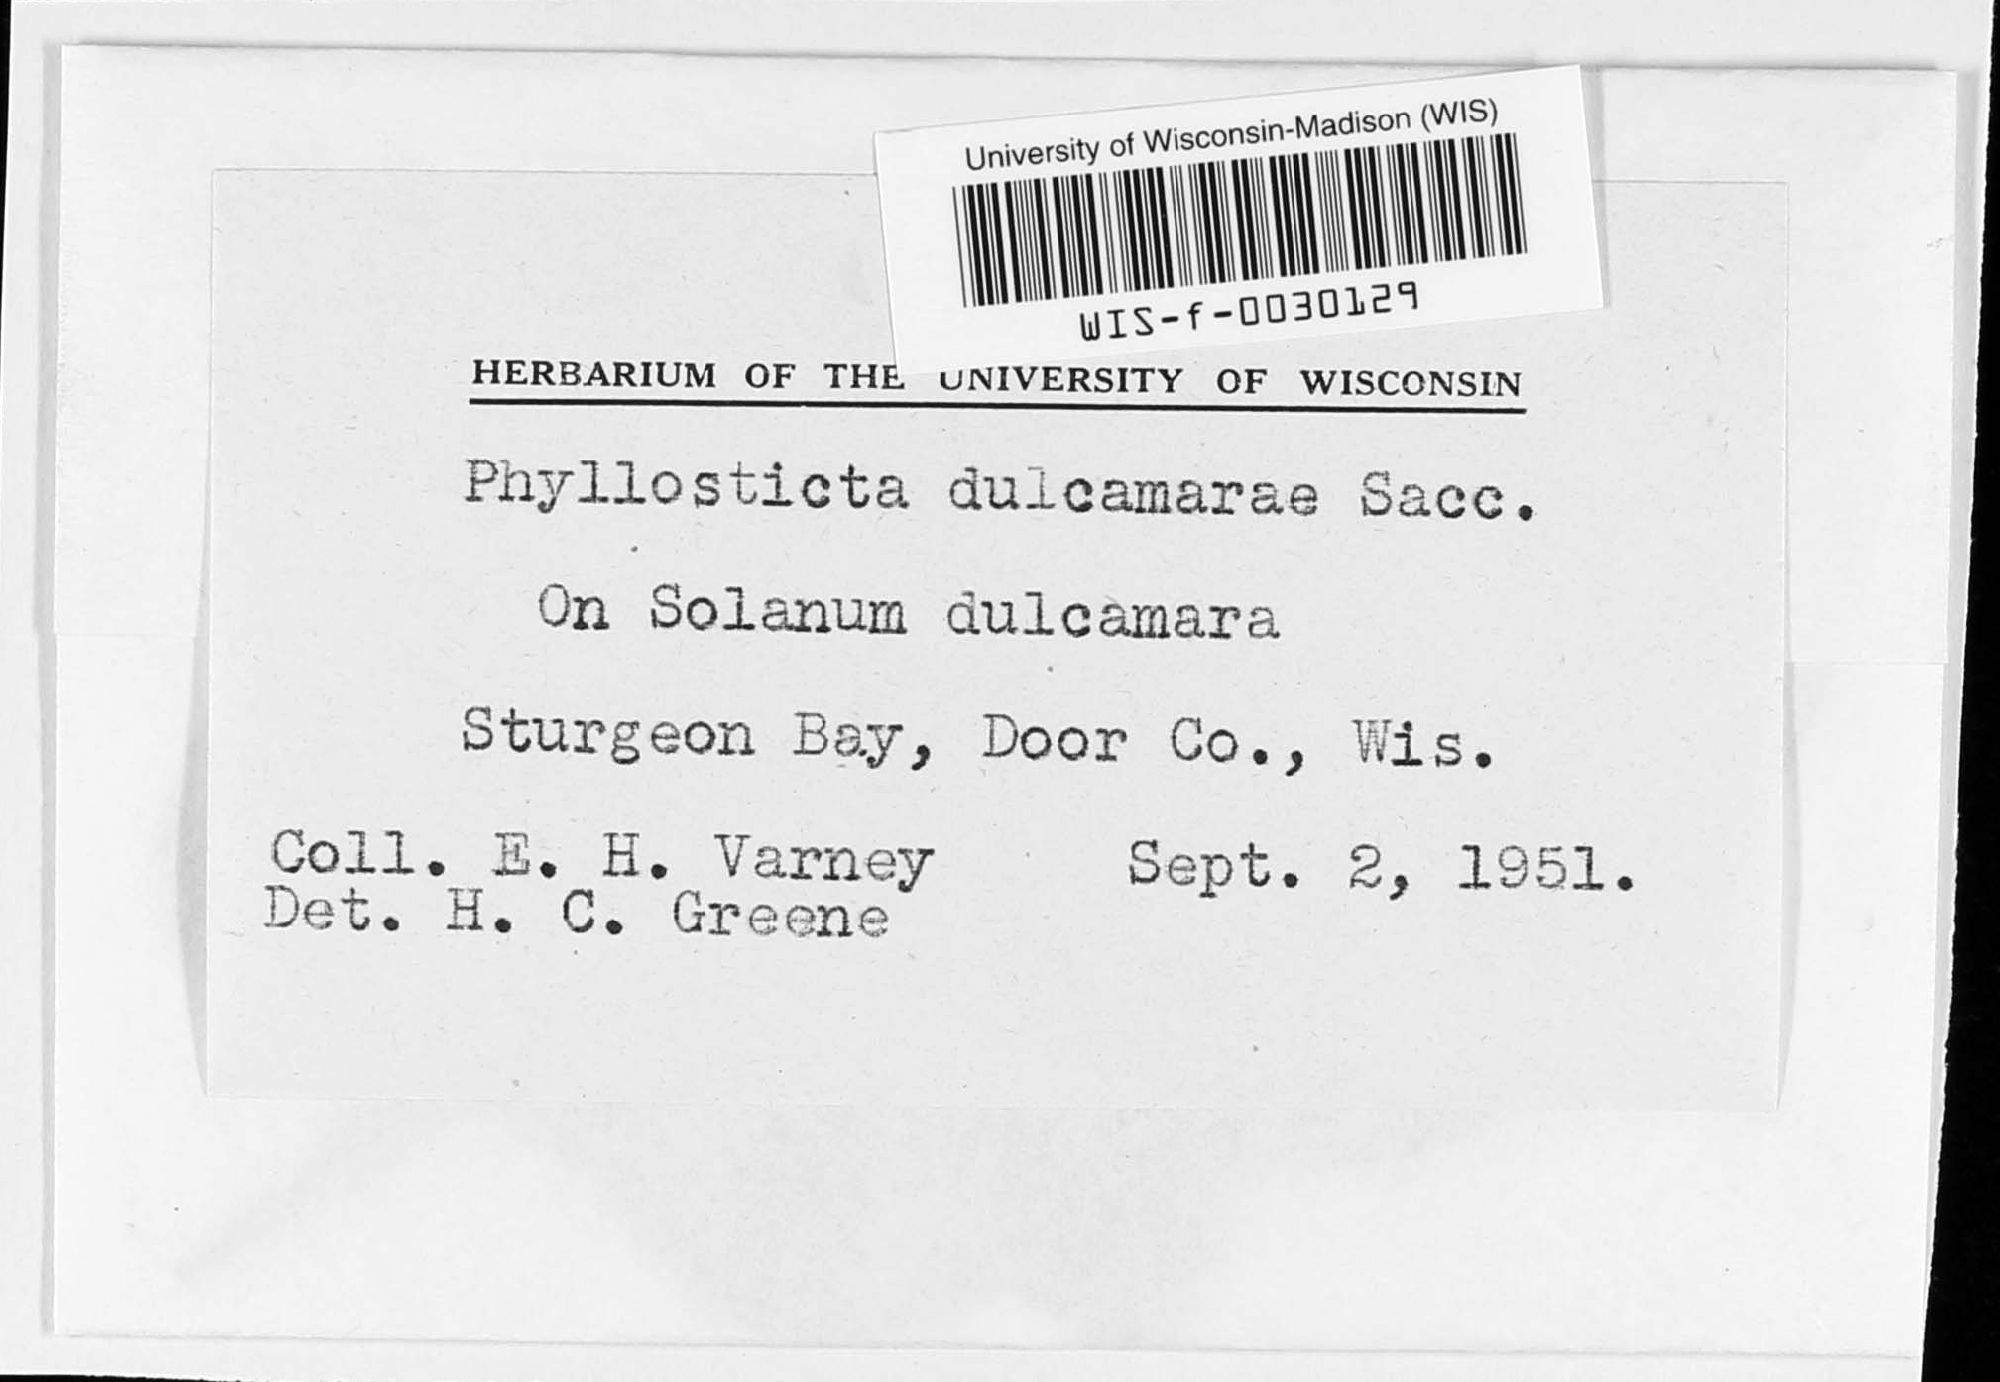 University of Wisconsin-Madison (WIS)
WIS-f-0030129
HERBARIUM OF THE UNIVERSITY OF WISCONSIN
Phyllosticta dulcamarae Sacc.
On Solanum dulcamara
Sturgeon Bay, Door Co., Wis.
Coll. E. H. Varney Sept. 2, 1951.
Det. H. C. Greene